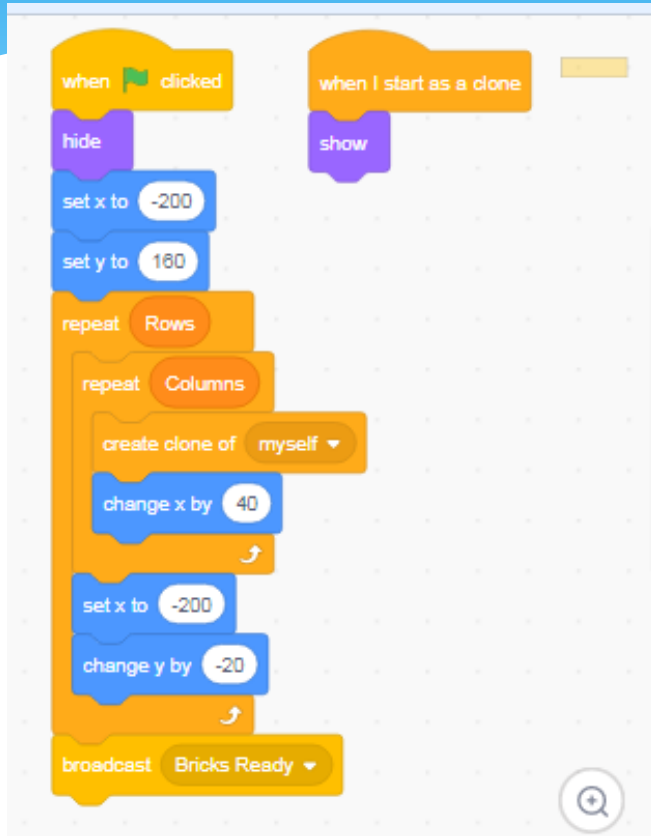 when clicked
hide
set x to -200
set y to 160
repeat Rows
repeat Columns
create clone of myself
change x by 40
set x to -200
change y by -20
broadcast Bricks Ready
when I start as a clone
show